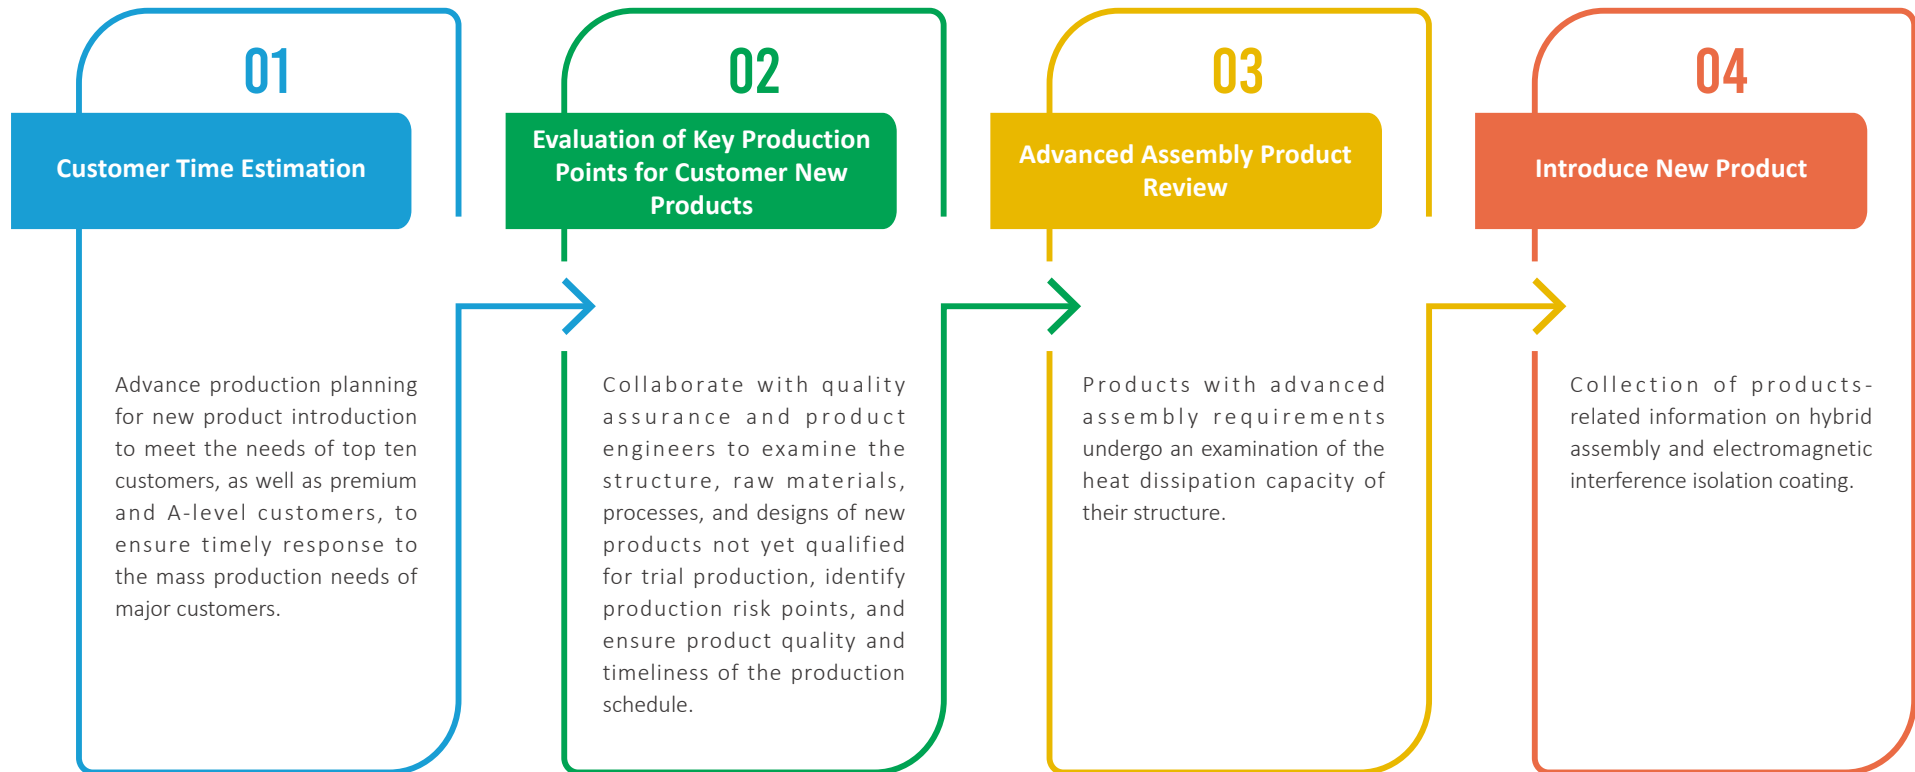 01
Customer Time Estimation
Advance production planning
for new product introduction
to meet the needs of top ten
customers, as well as premium
and A-level customers, to
ensure timely response to
the mass production needs of
major customers.
02
Evaluation of Key Production
Points for Customer New
Products
Collaborate with quality
assurance and product
engineers to examine the
structure, raw materials,
processes, and designs of new
products not yet qualified
for trial production, identify
production risk points, and
ensure product quality and
timeliness of the production
schedule.
03
Advanced Assembly Product
Review
Products with advanced
assembly requirements
undergo an examination of the
heat dissipation capacity of
their structure.
04
Introduce New Product
Collection of products-
related information on hybrid
assembly and electromagnetic
interference isolation coating.